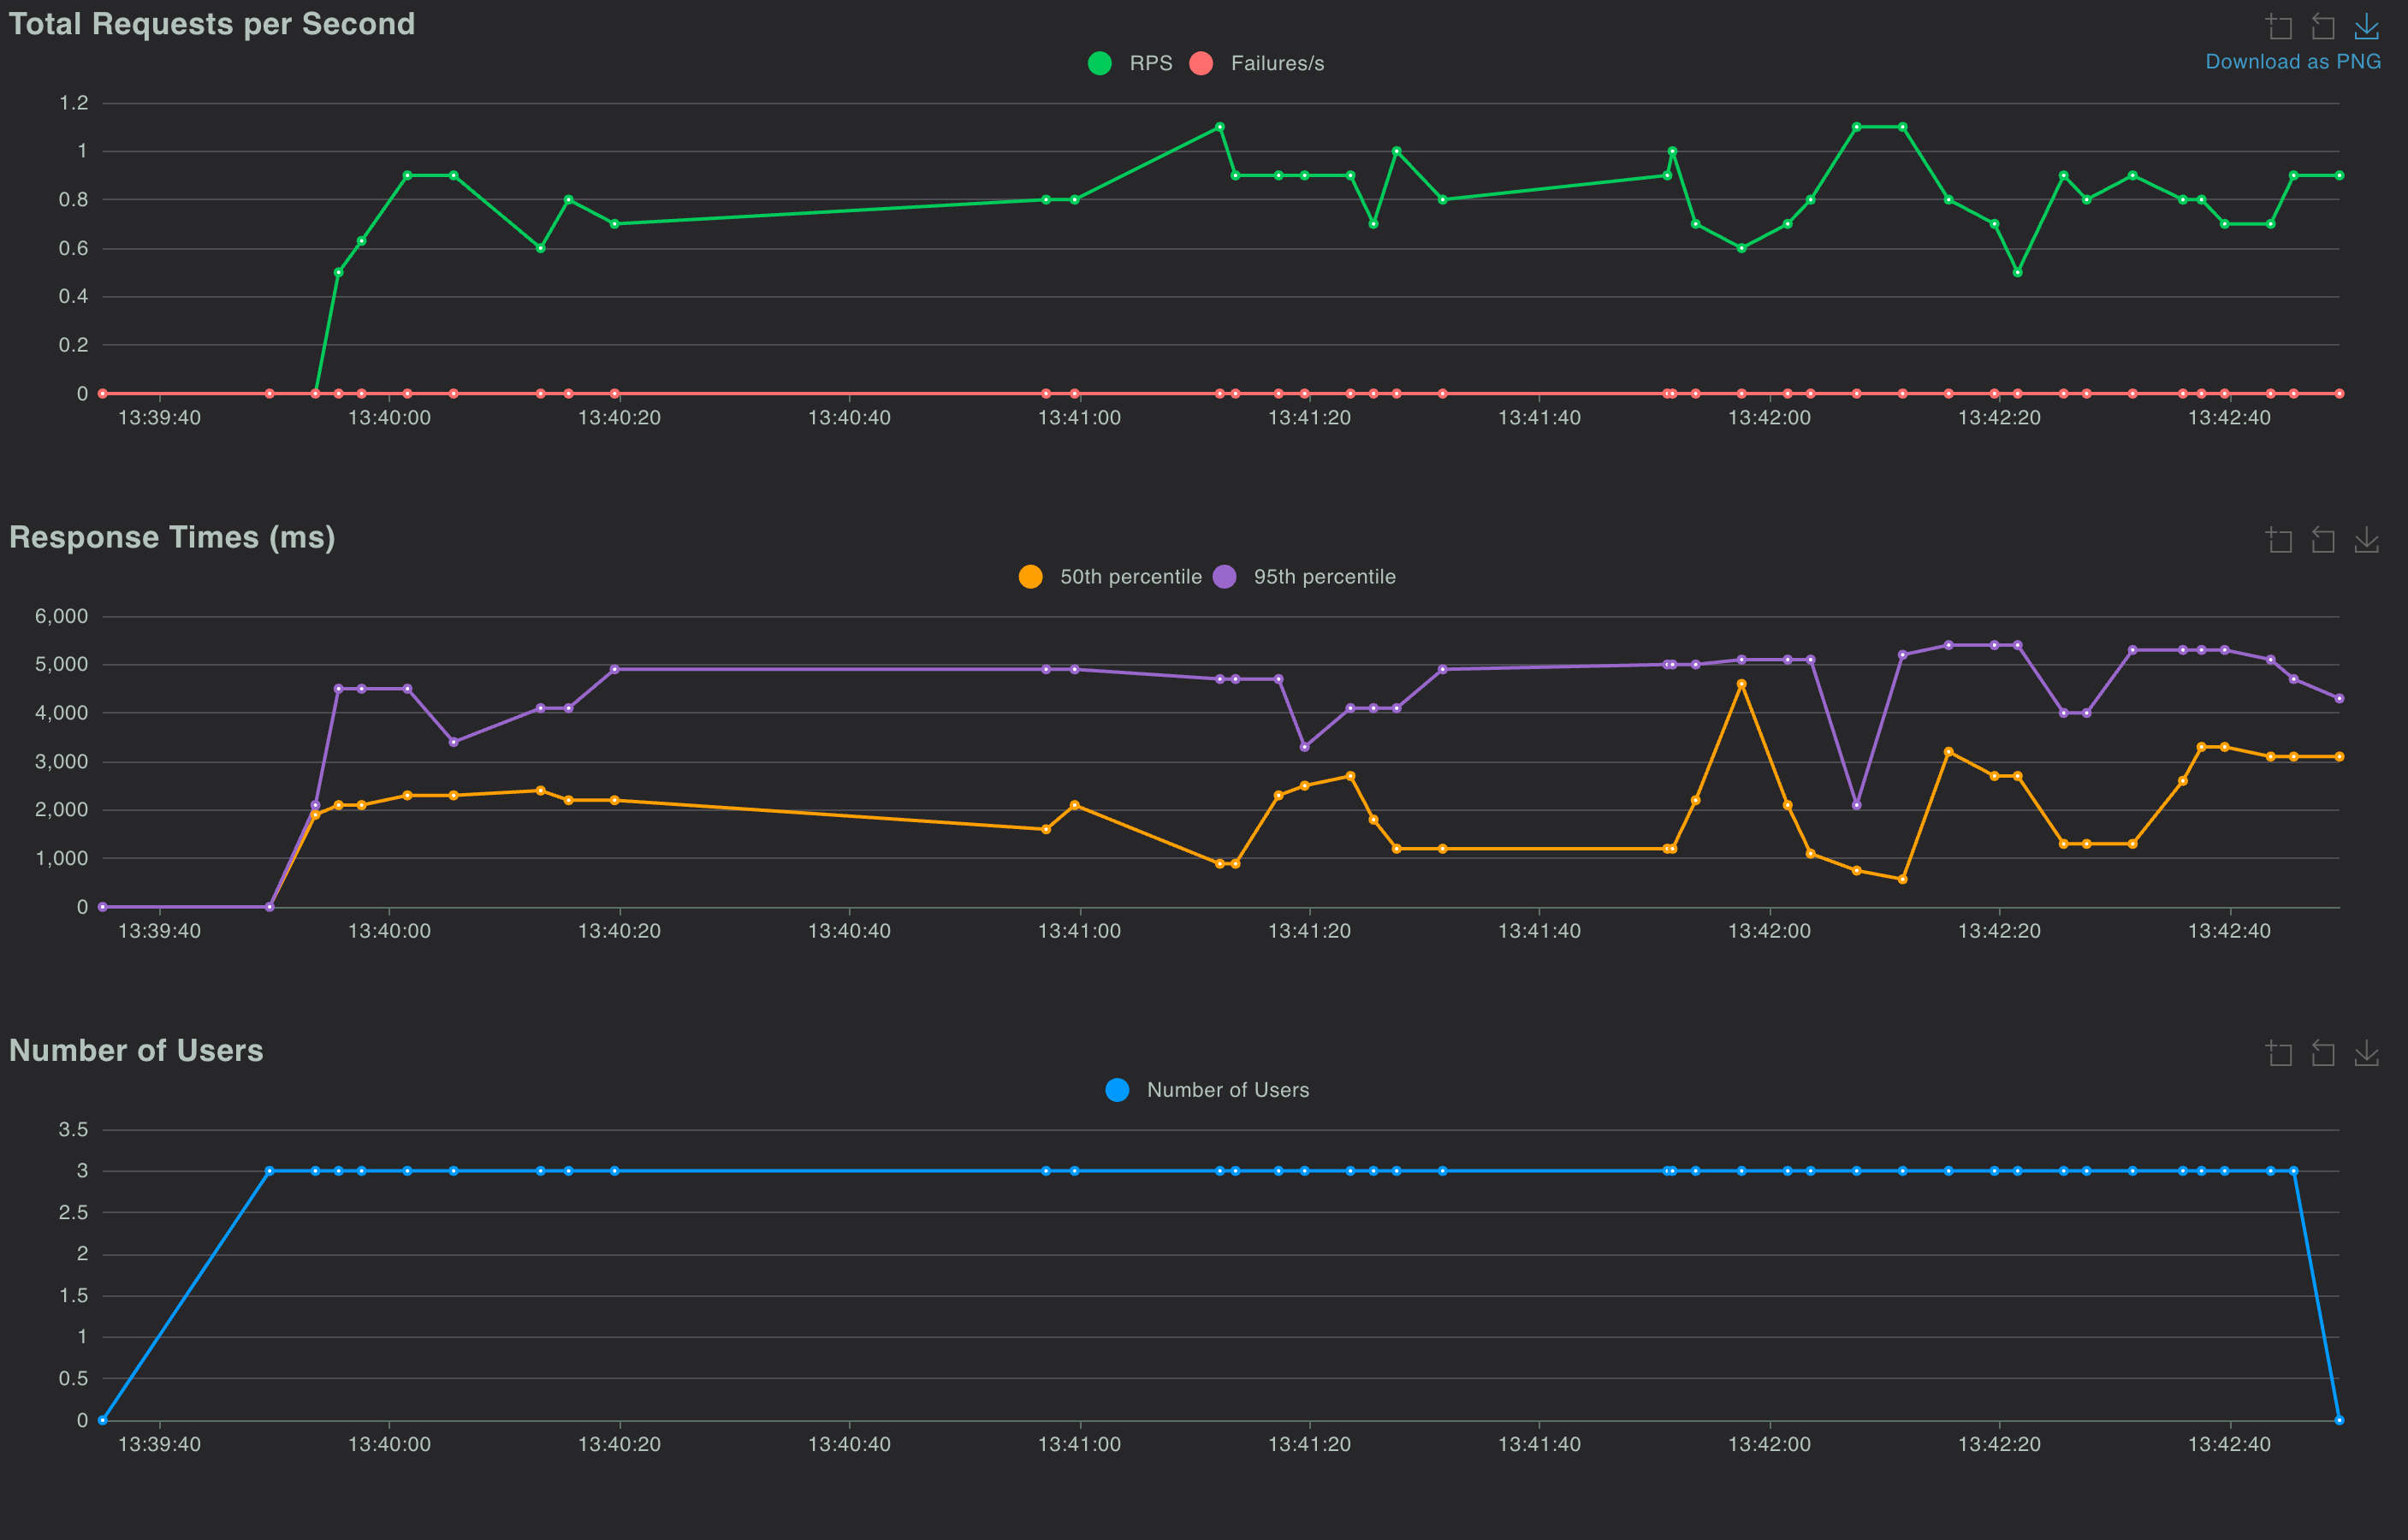 Total Requests per Second
Download as PNG
RPS Failures/s
1.2
1
0.8
0.6
0.4
0.2
0
13:39:40 13:40:00 13:40:20 13:40:40 13:41:00 13:41:20 13:41:40 13:42:00 13:42:20 13:42:40
Response Times (ms)
50th percentile 95th percentile
6,000
5,000
4,000
3,000
2,000
1,000
0
13:39:40 13:40:00 13:40:20 13:40:40 13:41:00 13:41:20 13:41:40 13:42:00 13:42:20 13:42:40
Number of Users
Number of Users
3.5
3
2.5
2
1.5
1
0.5
0
13:39:40 13:40:00 13:40:20 13:40:40 13:41:00 13:41:20 13:41:40 13:42:00 13:42:20 13:42:40